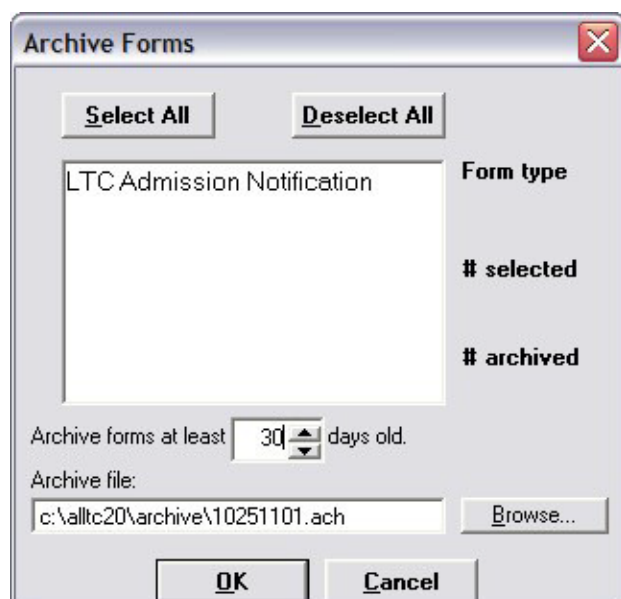 Archive Forms
Select All
Deselect All
LTC Admission Notification
Form type
# selected
# archived
Archive forms at least 30 days old.
Archive file:
c:\alltc20\archive\10251101.ach
Browse...
OK
Cancel